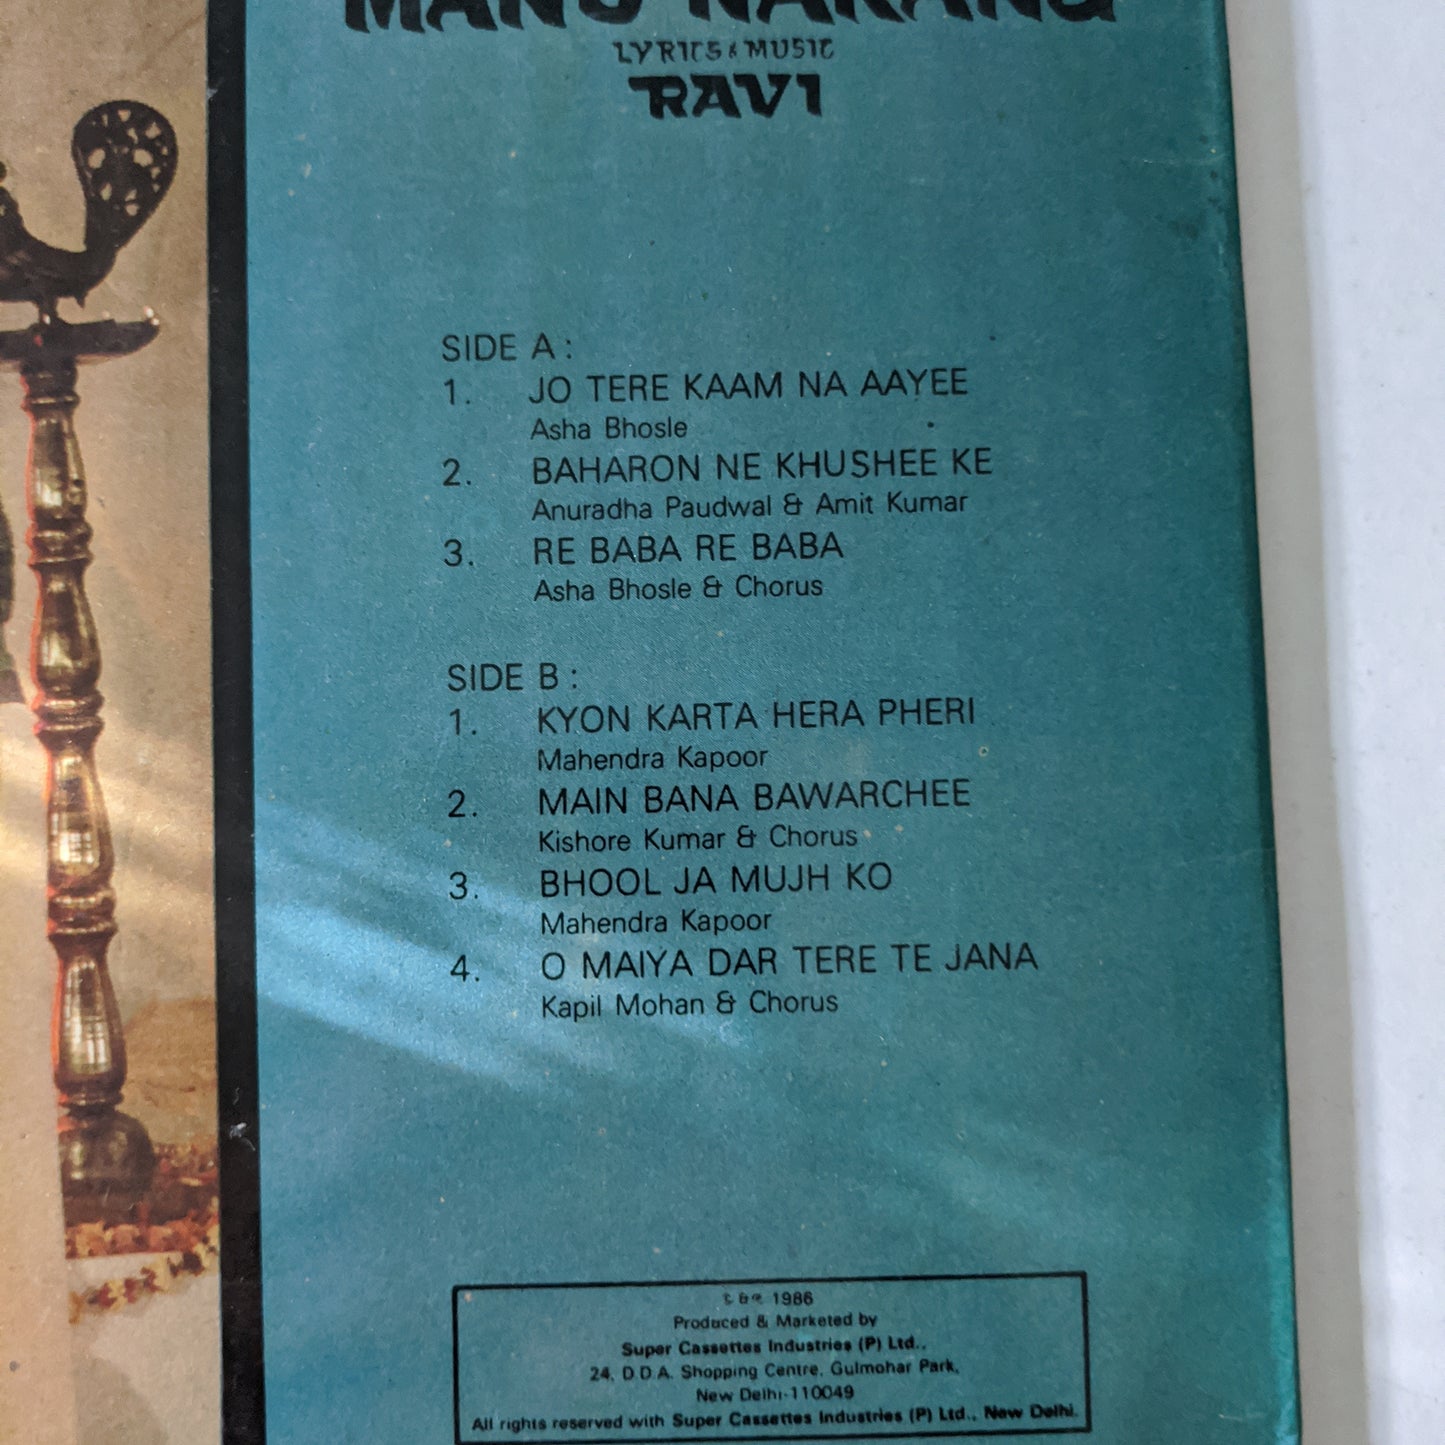 MANU NARANG
LYRICS & MUSIC
RAVI
SIDE A :
1. JO TERE KAAM NA AAYEE
Asha Bhosle
2. BAHARON NE KHUSHEE KE
Anuradha Paudwal & Amit Kumar
3. RE BABA RE BABA
Asha Bhosle & Chorus
SIDE B :
1. KYON KARTA HERA PHERI
Mahendra Kapoor
2. MAIN BANA BAWARCHEE
Kishore Kumar & Chorus
3. BHOOL JA MUJH KO
Mahendra Kapoor
4. O MAIYA DAR TERE TE JANA
Kapil Mohan & Chorus
© & ℗ 1986
Produced & Marketed by
Super Cassettes Industries (P) Ltd.,
24, D.D.A. Shopping Centre, Gulmohar Park,
New Delhi-110049
All rights reserved with Super Cassettes Industries (P) Ltd., New Delhi.